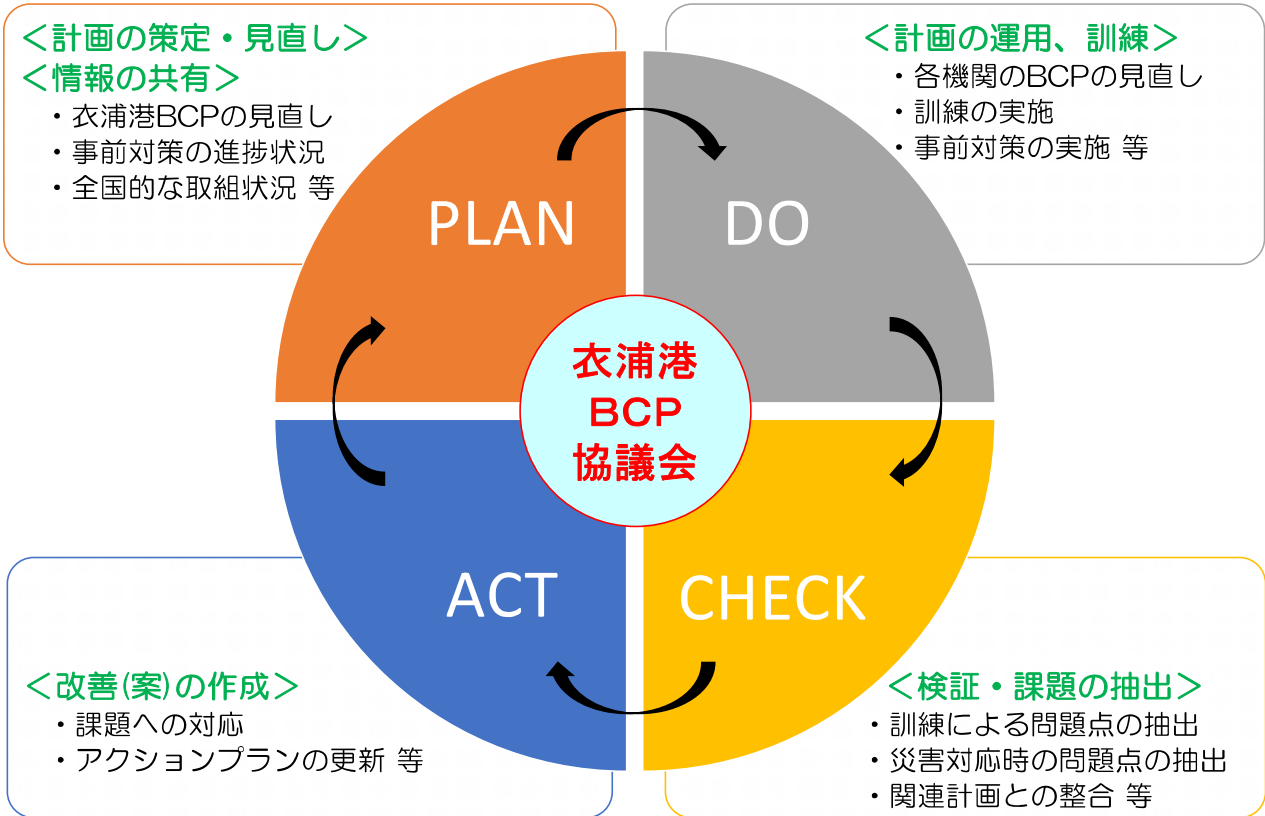 ＜計画の策定・見直し＞
＜情報の共有＞
・衣浦港BCPの見直し
・事前対策の進捗状況
・全国的な取組状況 等
PLAN
＜計画の運用、訓練＞
・各機関のBCPの見直し
・訓練の実施
・事前対策の実施 等
DO
衣浦港
BCP
協議会
ACT
＜改善(案)の作成＞
・課題への対応
・アクションプランの更新 等
CHECK
＜検証・課題の抽出＞
・訓練による問題点の抽出
・災害対応時の問題点の抽出
・関連計画との整合 等